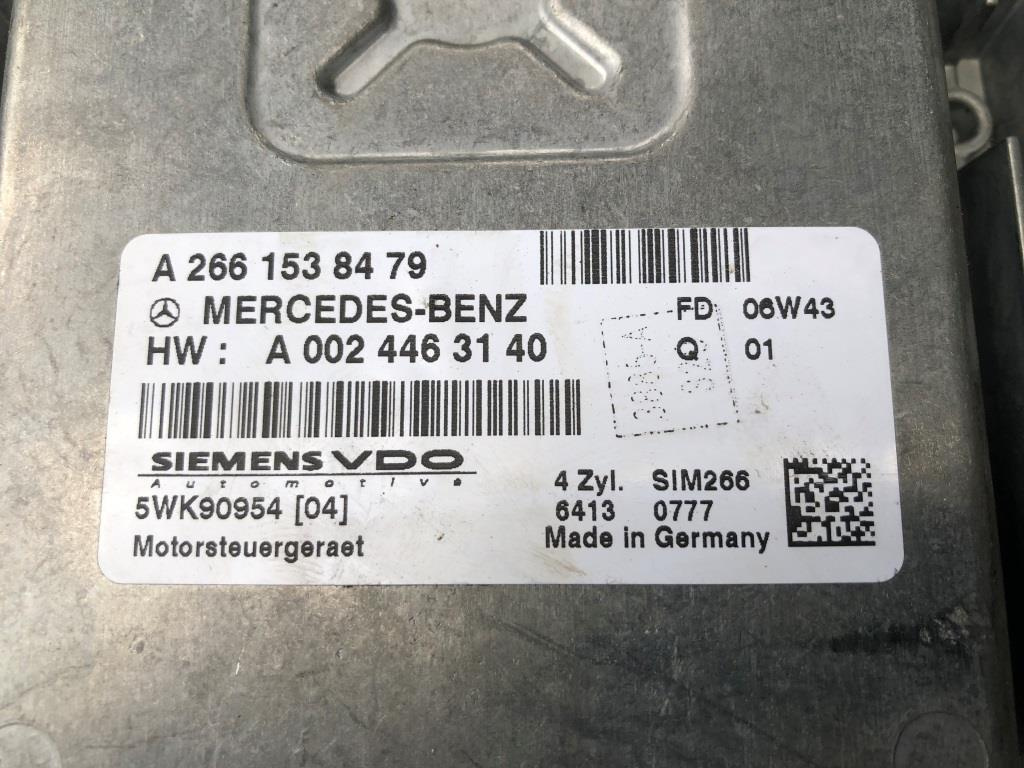 A 266 153 84 79
MERCEDES-BENZ
FD 06W43
HW : A 002 446 31 40
Q 01
SIEMENS VDO
Automotive
5WK90954 [04]
Motorsteuergeraet
4 Zyl. SIM266
6413 0777
Made in Germany